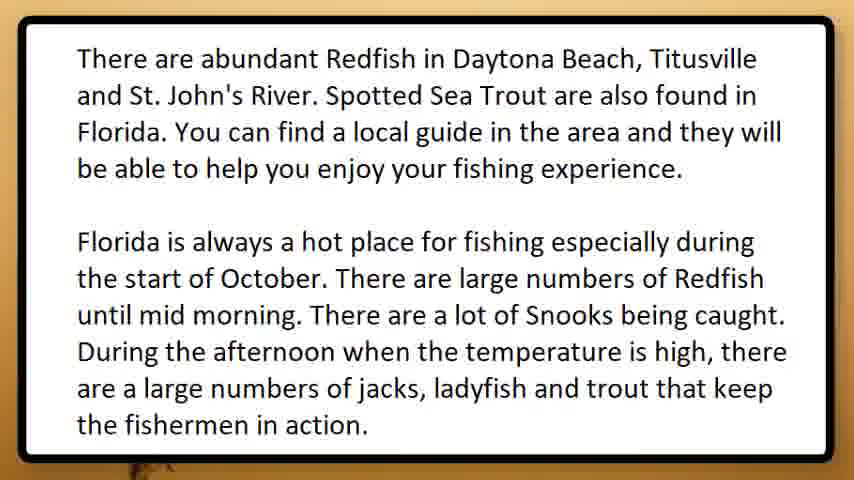 There are abundant Redfish in Daytona Beach, Titusville
and St. John's River. Spotted Sea Trout are also found in
Florida. You can find a local guide in the area and they will
be able to help you enjoy your fishing experience.
Florida is always a hot place for fishing especially during
the start of October. There are large numbers of Redfish
until mid morning. There are a lot of Snooks being caught.
During the afternoon when the temperature is high, there
are a large numbers of jacks, ladyfish and trout that keep
the fishermen in action.